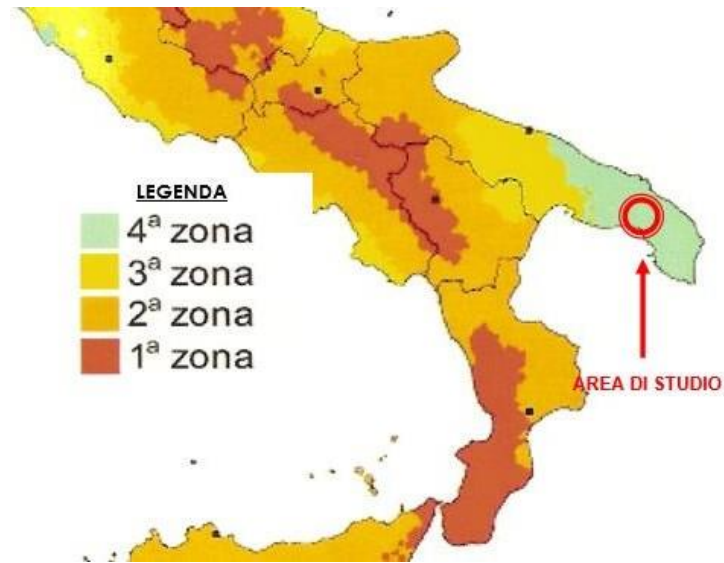 LEGENDA
4ª zona
3ª zona
2ª zona
1ª zona
AREA DI STUDIO